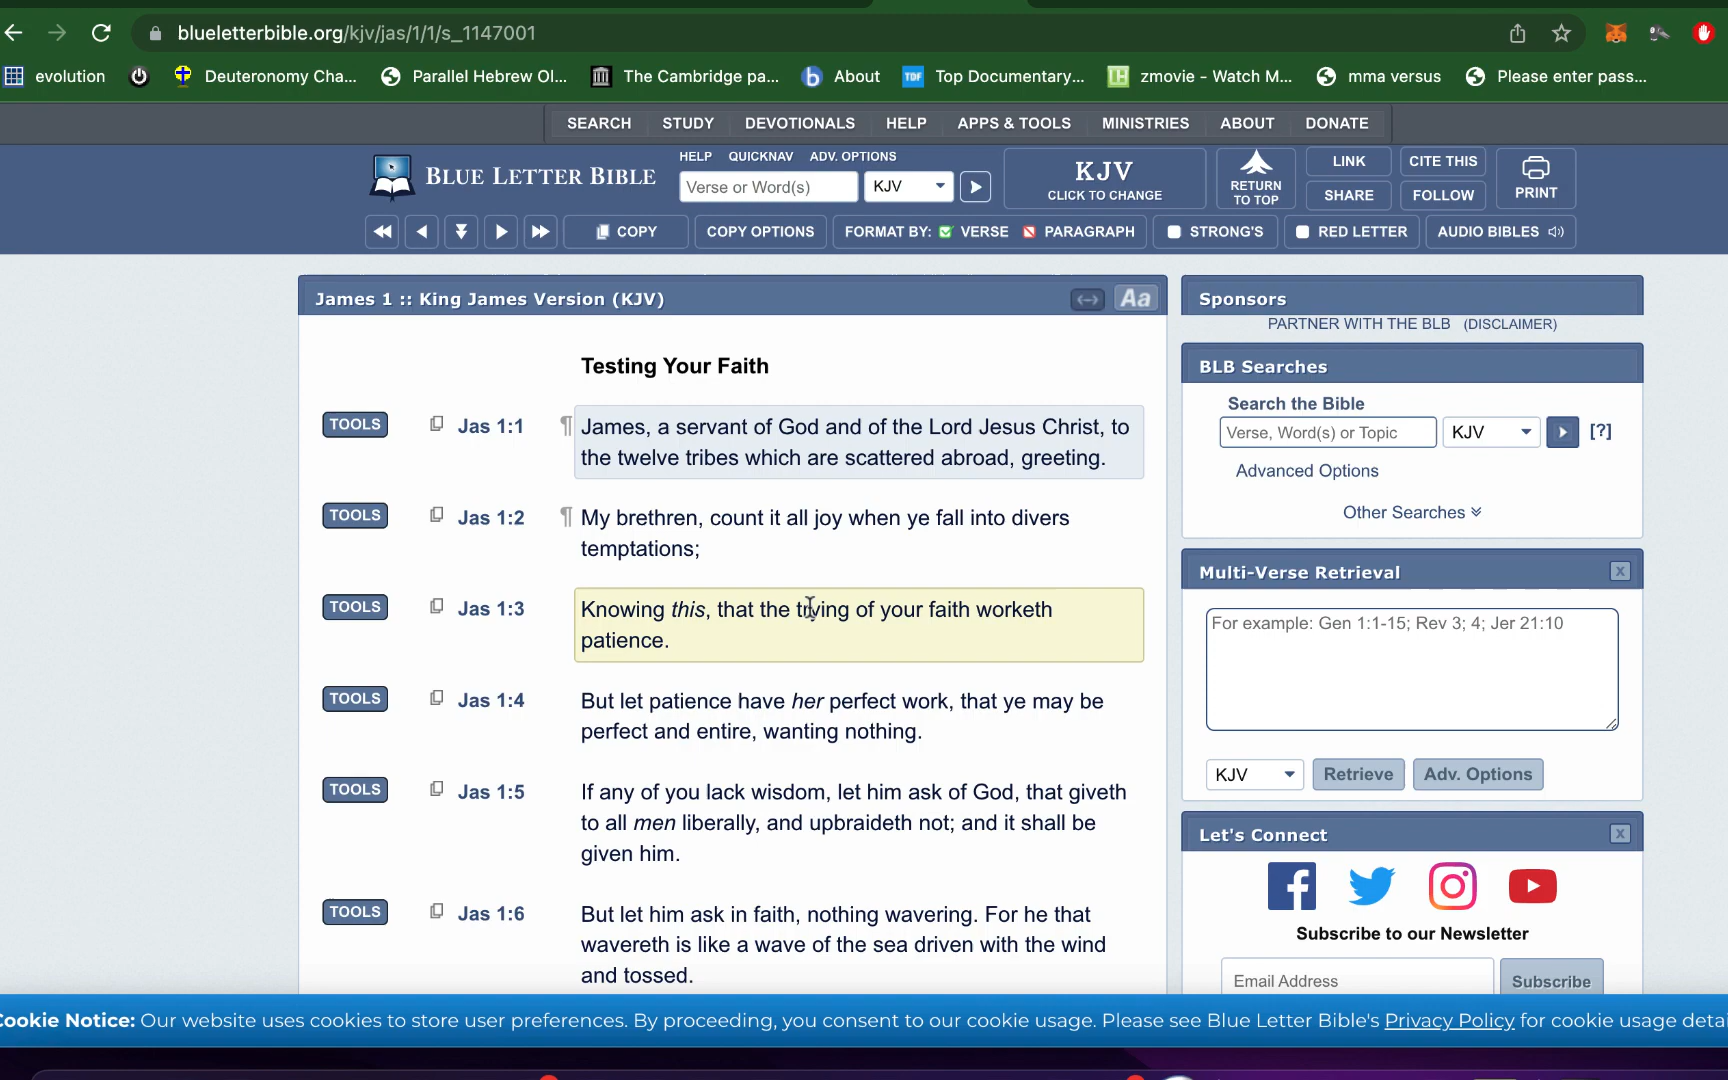 blueletterbible.org/kjv/jas/1/1/s_1147001
evolution
Deuteronomy Cha...
Parallel Hebrew Ol...
The Cambridge pa...
About
TDF Top Documentary...
zmovie - Watch M...
mma versus
Please enter pass...
SEARCH STUDY DEVOTIONALS HELP APPS & TOOLS MINISTRIES ABOUT DONATE
BLUE LETTER BIBLE
HELP QUICKNAV ADV. OPTIONS
Verse or Word(s)
KJV
KJV
CLICK TO CHANGE
RETURN
TO TOP
LINK
CITE THIS
SHARE
FOLLOW
PRINT
COPY
COPY OPTIONS
FORMAT BY: VERSE PARAGRAPH
STRONG'S
RED LETTER
AUDIO BIBLES
James 1 :: King James Version (KJV)
Aa
Testing Your Faith
TOOLS Jas 1:1 ¶ James, a servant of God and of the Lord Jesus Christ, to
the twelve tribes which are scattered abroad, greeting.
TOOLS Jas 1:2 ¶ My brethren, count it all joy when ye fall into divers
temptations;
TOOLS Jas 1:3 Knowing this, that the trying of your faith worketh
patience.
TOOLS Jas 1:4 But let patience have her perfect work, that ye may be
perfect and entire, wanting nothing.
TOOLS Jas 1:5 If any of you lack wisdom, let him ask of God, that giveth
to all men liberally, and upbraideth not; and it shall be
given him.
TOOLS Jas 1:6 But let him ask in faith, nothing wavering. For he that
wavereth is like a wave of the sea driven with the wind
and tossed.
Sponsors
PARTNER WITH THE BLB (DISCLAIMER)
BLB Searches
Search the Bible
Verse, Word(s) or Topic
KJV
[?]
Advanced Options
Other Searches
Multi-Verse Retrieval
x
For example: Gen 1:1-15; Rev 3; 4; Jer 21:10
KJV
Retrieve
Adv. Options
Let's Connect
x
Subscribe to our Newsletter
Email Address
Subscribe
Cookie Notice: Our website uses cookies to store user preferences. By proceeding, you consent to our cookie usage. Please see Blue Letter Bible's Privacy Policy for cookie usage detai